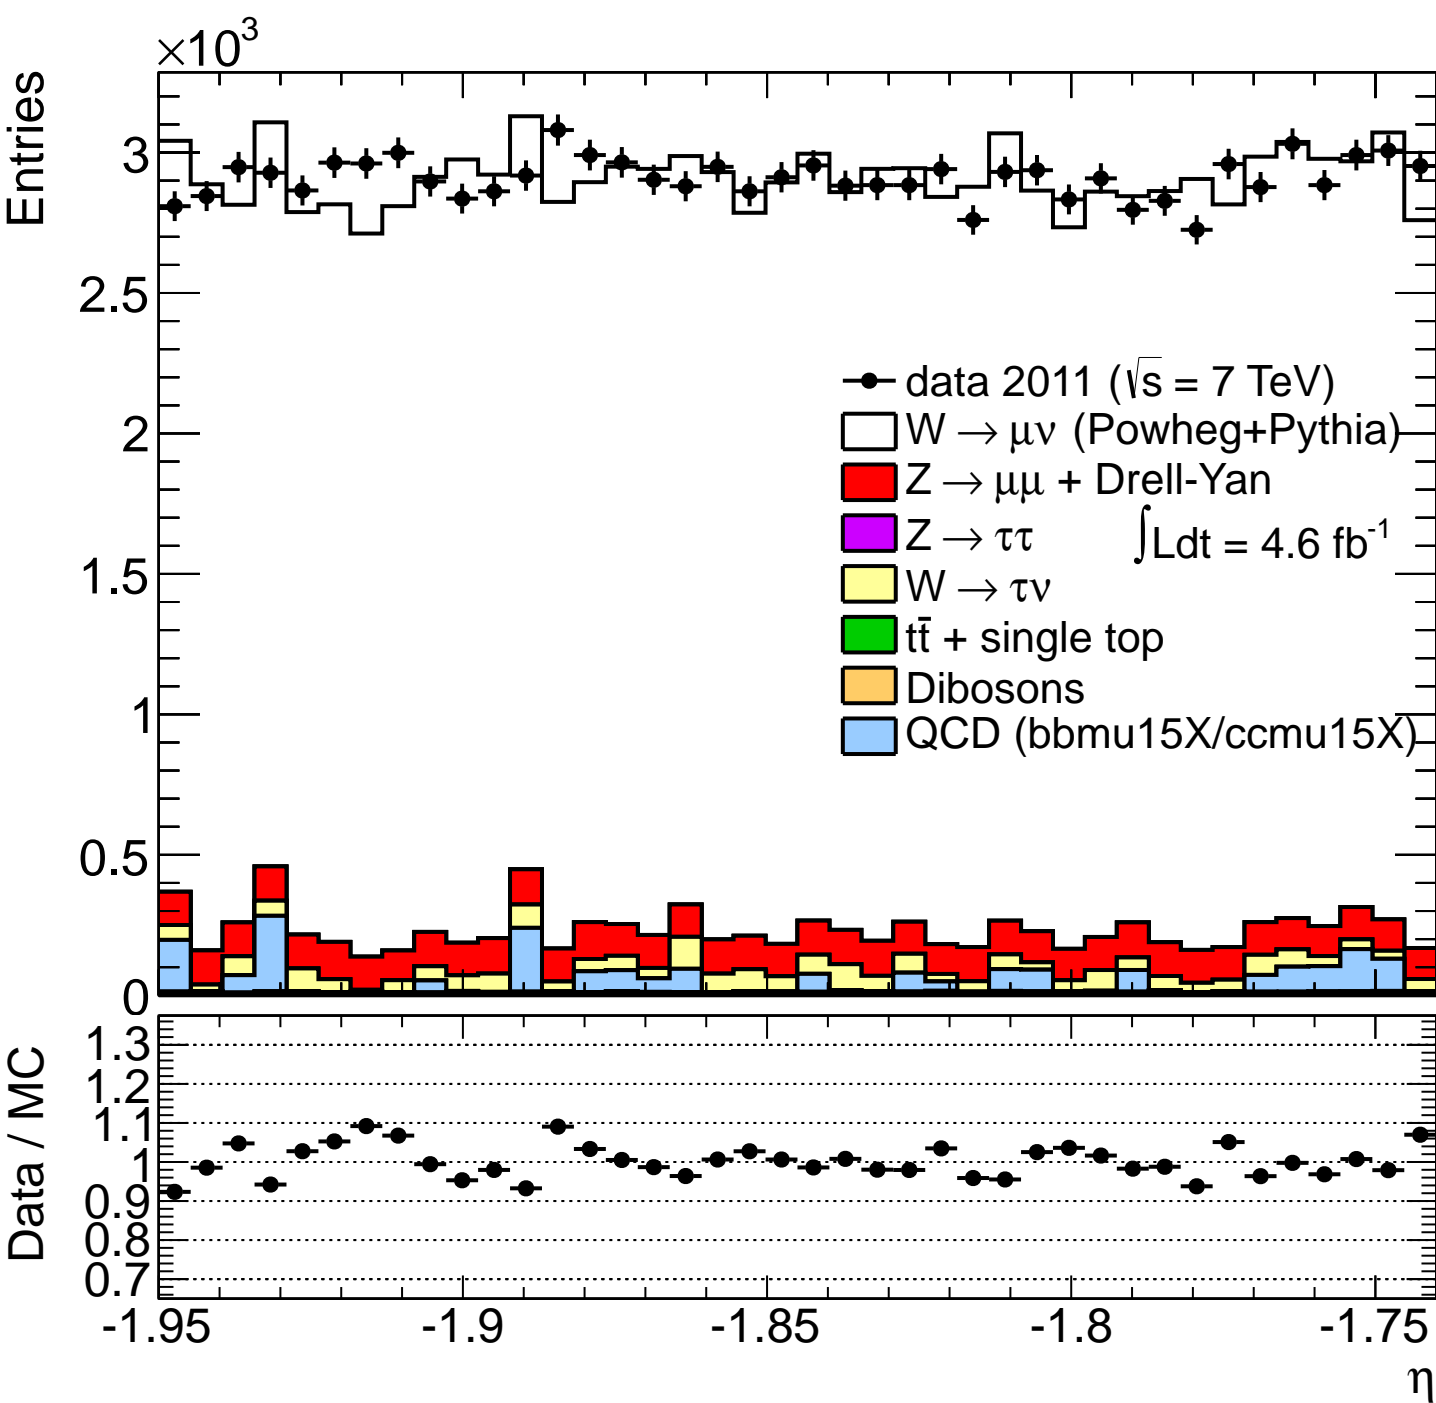 ×10³
Entries
3
2.5
2
1.5
1
0.5
0
data 2011 (√s = 7 TeV)
W → μν (Powheg+Pythia)
Z → μμ + Drell-Yan
Z → ττ
∫Ldt = 4.6 fb⁻¹
W → τν
tt̄ + single top
Dibosons
QCD (bbmu15X/ccmu15X)
Data / MC
1.3
1.2
1.1
1
0.9
0.8
0.7
-1.95 -1.9 -1.85 -1.8 -1.75
η